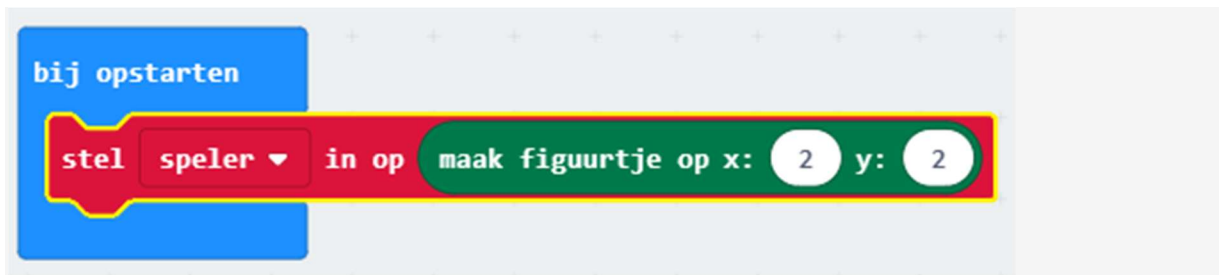 bij opstarten
stel speler in op maak figuurtje op x: 2 y: 2